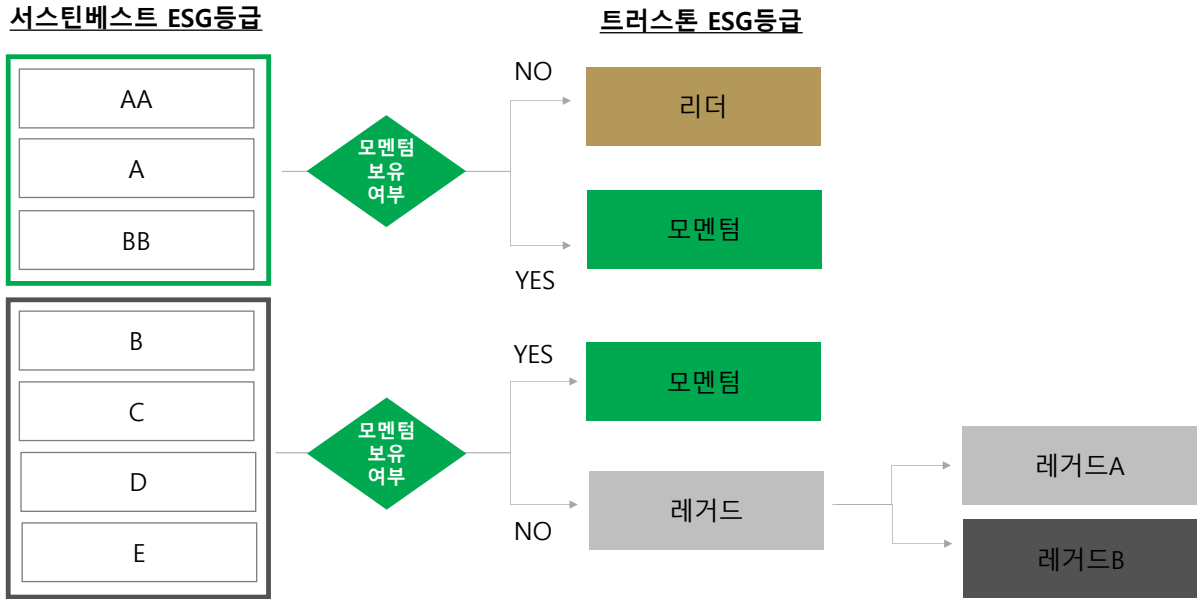 서스틴베스트 ESG등급
트러스톤 ESG등급
AA
A
BB
모멘텀
보유
여부
NO
리더
모멘텀
YES
B
C
D
E
모멘텀
보유
여부
YES
모멘텀
레거드
NO
레거드A
레거드B